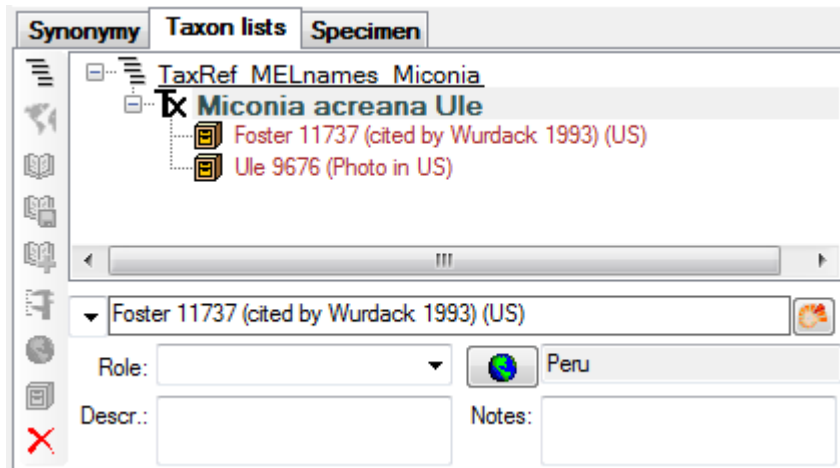 Synonymy Taxon lists Specimen
TaxRef_MELnames_Miconia
Tx Miconia acreana Ule
Foster 11737 (cited by Wurdack 1993) (US)
Ule 9676 (Photo in US)
Foster 11737 (cited by Wurdack 1993) (US)
Role: Peru
Descr.: Notes: